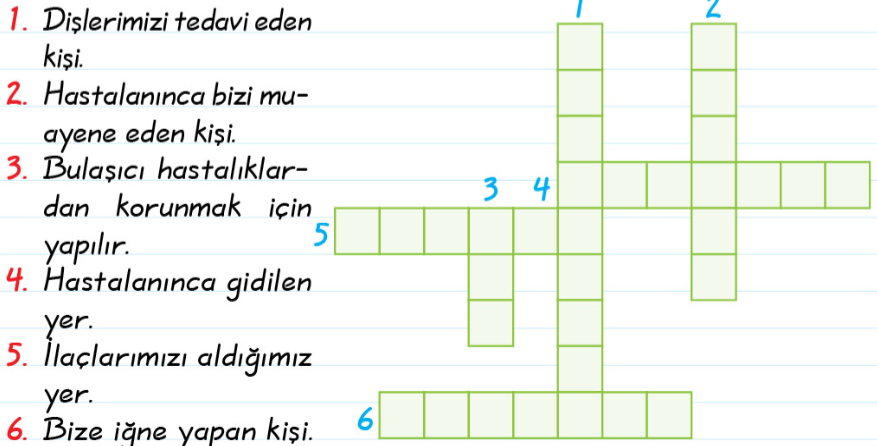 1. Dişlerimizi tedavi eden
kişi.
2. Hastalanınca bizi mu-
ayene eden kişi.
3. Bulaşıcı hastalıklar-
dan korunmak için
yapılır.
4. Hastalanınca gidilen
yer.
5. İlaçlarımızı aldığımız
yer.
6. Bize iğne yapan kişi.
1 2
3 4
5
6